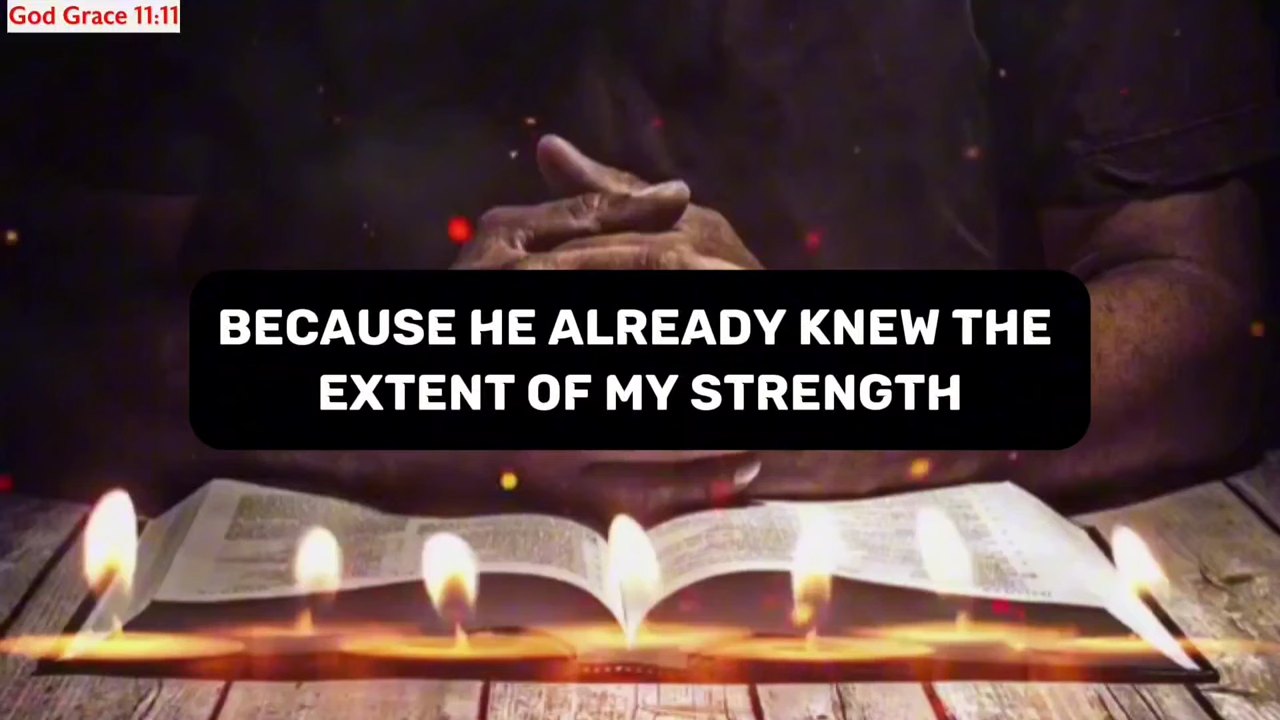 God Grace 11:11
BECAUSE HE ALREADY KNEW THE
EXTENT OF MY STRENGTH